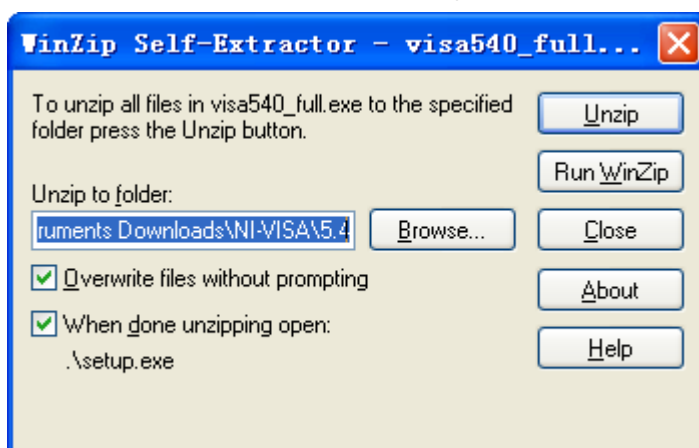 WinZip Self-Extractor - visa540_full...
To unzip all files in visa540_full.exe to the specified
folder press the Unzip button.
Unzip
Run WinZip
Unzip to folder:
ruments Downloads\NI-VISA\5.4
Browse...
Close
Overwrite files without prompting
About
When done unzipping open:
.\setup.exe
Help